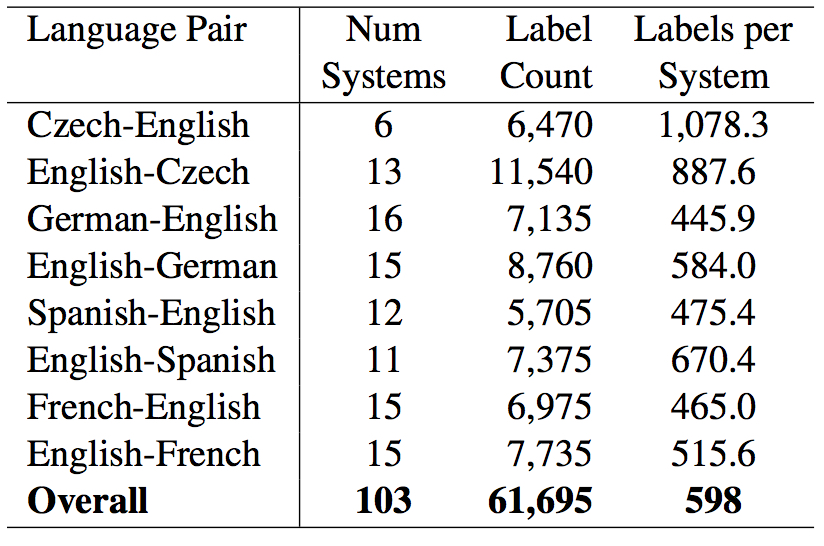 Language Pair Num Label Labels per
Systems Count System
Czech-English 6 6,470 1,078.3
English-Czech 13 11,540 887.6
German-English 16 7,135 445.9
English-German 15 8,760 584.0
Spanish-English 12 5,705 475.4
English-Spanish 11 7,375 670.4
French-English 15 6,975 465.0
English-French 15 7,735 515.6
Overall 103 61,695 598